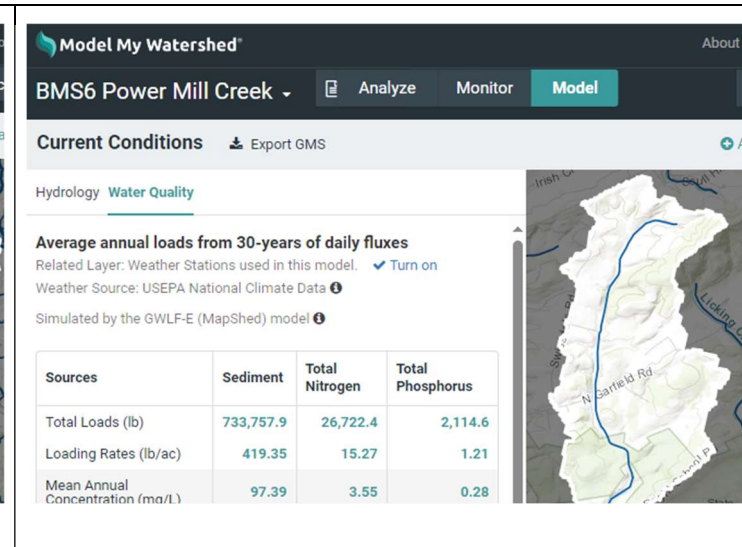 Model My Watershed®
About
BMS6 Power Mill Creek
Analyze
Monitor
Model
Current Conditions
Export GMS
Hydrology
Water Quality
Average annual loads from 30-years of daily fluxes
Related Layer: Weather Stations used in this model. Turn on
Weather Source: USEPA National Climate Data
Simulated by the GWLF-E (MapShed) model
Sources Sediment Total Nitrogen Total Phosphorus
Total Loads (lb) 733,757.9 26,722.4 2,114.6
Loading Rates (lb/ac) 419.35 15.27 1.21
Mean Annual Concentration (mg/L) 97.39 3.55 0.28
N Garfield Rd
Licking